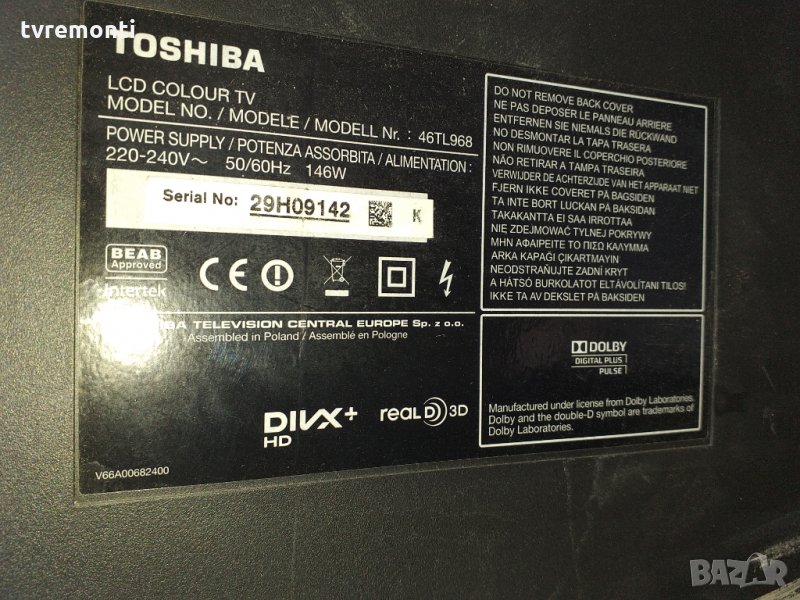 tvremonti
TOSHIBA
LCD COLOUR TV
MODEL NO. / MODELE / MODELL Nr. : 46TL968
POWER SUPPLY / POTENZA ASSORBITA / ALIMENTATION :
220-240V～ 50/60Hz 146W
Serial No: 29H09142 K
BEAB
Approved
Intertek
CE
TELEVISION CENTRAL EUROPE Sp. z o.o.
Assembled in Poland / Assemblé en Pologne
DIVX+
HD
REAL D 3D
V66A00682400
DO NOT REMOVE BACK COVER
NE PAS DEPOSER LE PANNEAU ARRIERE
ENTFERNEN SIE NIEMALS DIE RÜCKWAND
NO DESMONTAR LA TAPA TRASERA
NON RIMUOVERE IL COPERCHIO POSTERIORE
NÃO RETIRAR A TAMPA TRASEIRA
VERWIJDER DE ACHTERZIJDE VAN HET APPARAAT NIET
FJERN IKKE COVERET PÅ BAGSIDEN
TA INTE BORT LUCKAN PÅ BAKSIDAN
TAKAKANTTA EI SAA IRROTTAA
NIE ZDEJMOWAĆ TYLNEJ POKRYWY
ΜΗΝ ΑΦΑΙΡΕΙΤΕ ΤΟ ΠΙΣΩ ΚΑΛΥΜΜΑ
ARKA KAPAĞI ÇIKARTMAYIN
NEODSTRAŇUJTE ZADNÍ KRYT
A HÁTSÓ BURKOLATOT ELTÁVOLÍTANI TILOS!
IKKE TA AV DEKSLET PÅ BAKSIDEN
DOLBY
DIGITAL PLUS
PULSE
Manufactured under license from Dolby Laboratories.
Dolby and the double-D symbol are trademarks of
Dolby Laboratories.
BAZAR